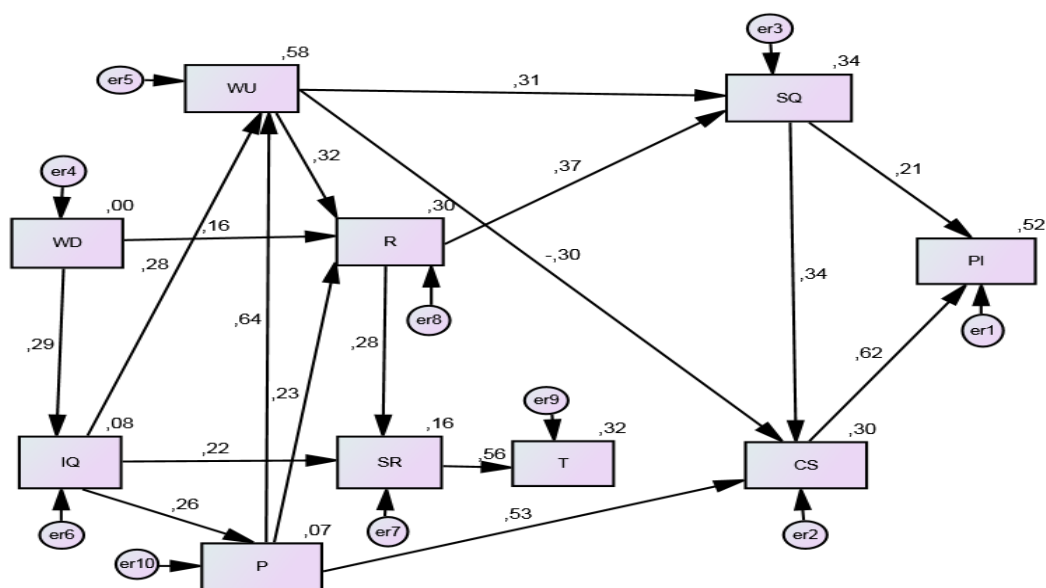 er3
,58
,34
er5
WU
,31
SQ
er4
,32
,37
,21
,00
,30
,52
WD
,16
R
-,30
PI
,28
,34
er8
er1
,64
,29
,28
,62
,23
er9
,08
,16
,32
,30
IQ
,22
SR
,56
T
CS
,26
,53
er6
,07
er7
er2
er10
P